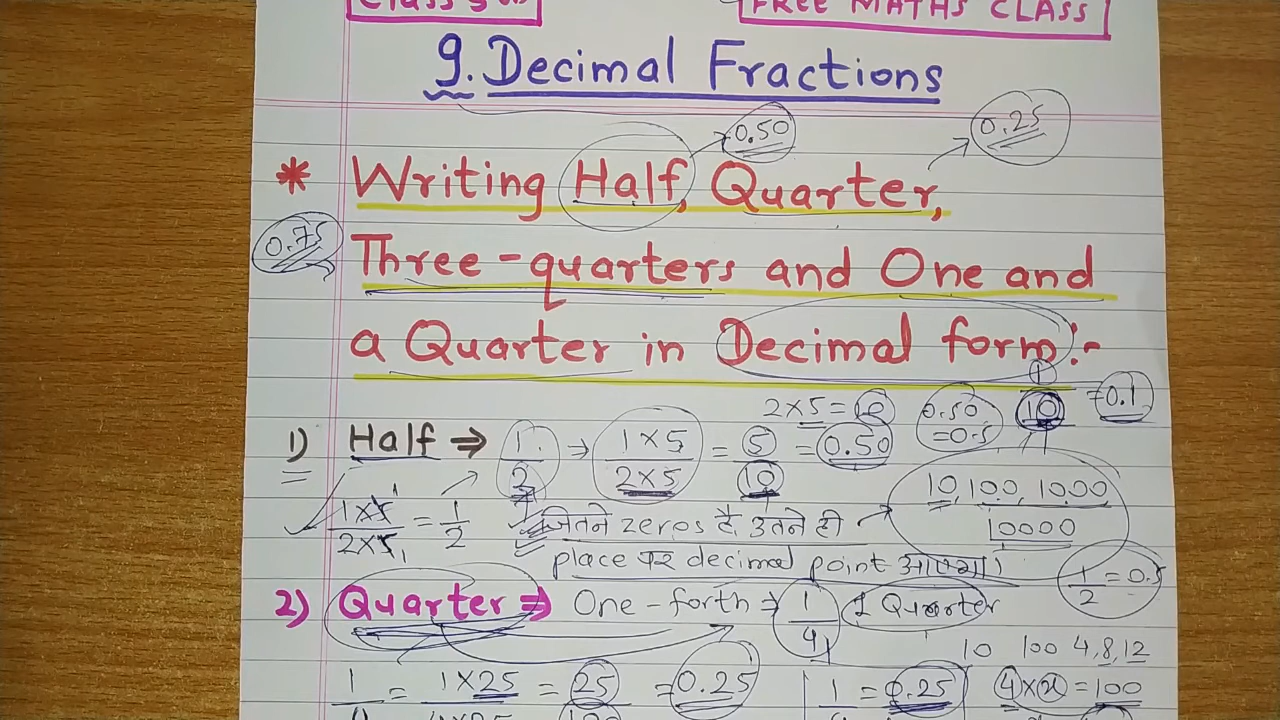 Class 5
FREE MATHS CLASS
9. Decimal Fractions
0.50
0.25
* Writing Half, Quarter,
0.75
Three-quarters and One and
a Quarter in Decimal form:-
2×5=10
0.50
=0.5
1/10 =0.1
1) Half ⇒ 1/2 → 1×5/2×5 = 5/10 = 0.50
10, 100, 1000
10000
1×5/2×5 = 1/2
जितने zeros है, उतने ही
place पर decimal point आएगा।
1/2 = 0.5
2) Quarter ⇒ One-forth ⇒ 1/4 1 Quarter
10 100 4,8,12
1/4 = 1×25/4×25 = 25/100 = 0.25
1/4 = 0.25
4×x=100